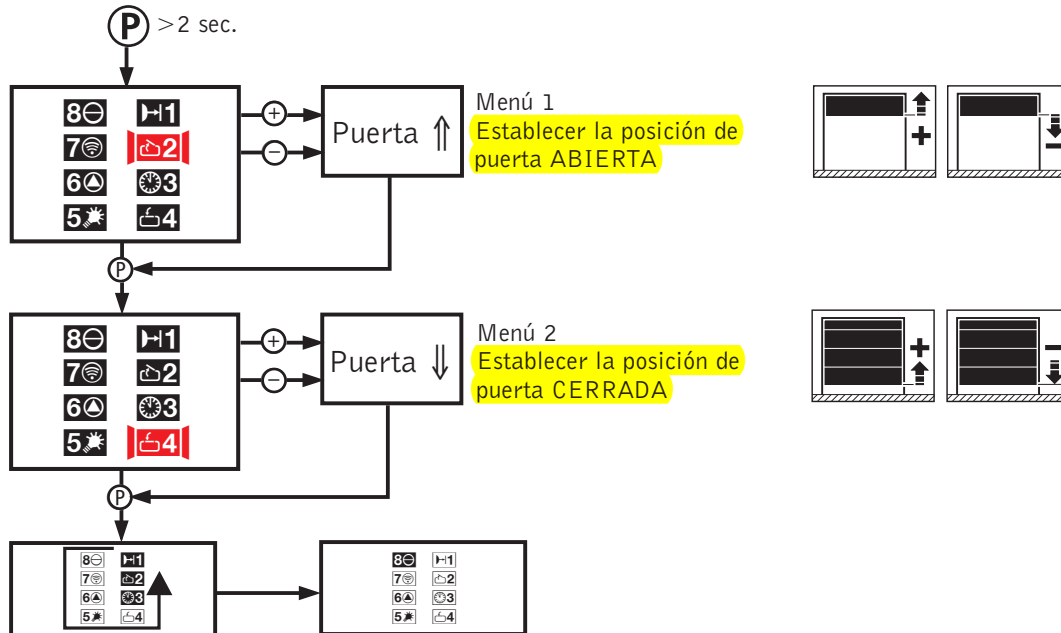 P >2 sec.
8 1
7 2
6 3
5 4
+
−
Puerta ⇑
Menú 1
Establecer la posición de
puerta ABIERTA
+
−
P
8 1
7 2
6 3
5 4
+
−
Puerta ⇓
Menú 2
Establecer la posición de
puerta CERRADA
+
−
P
8 1
7 2
6 3
5 4
8 1
7 2
6 3
5 4